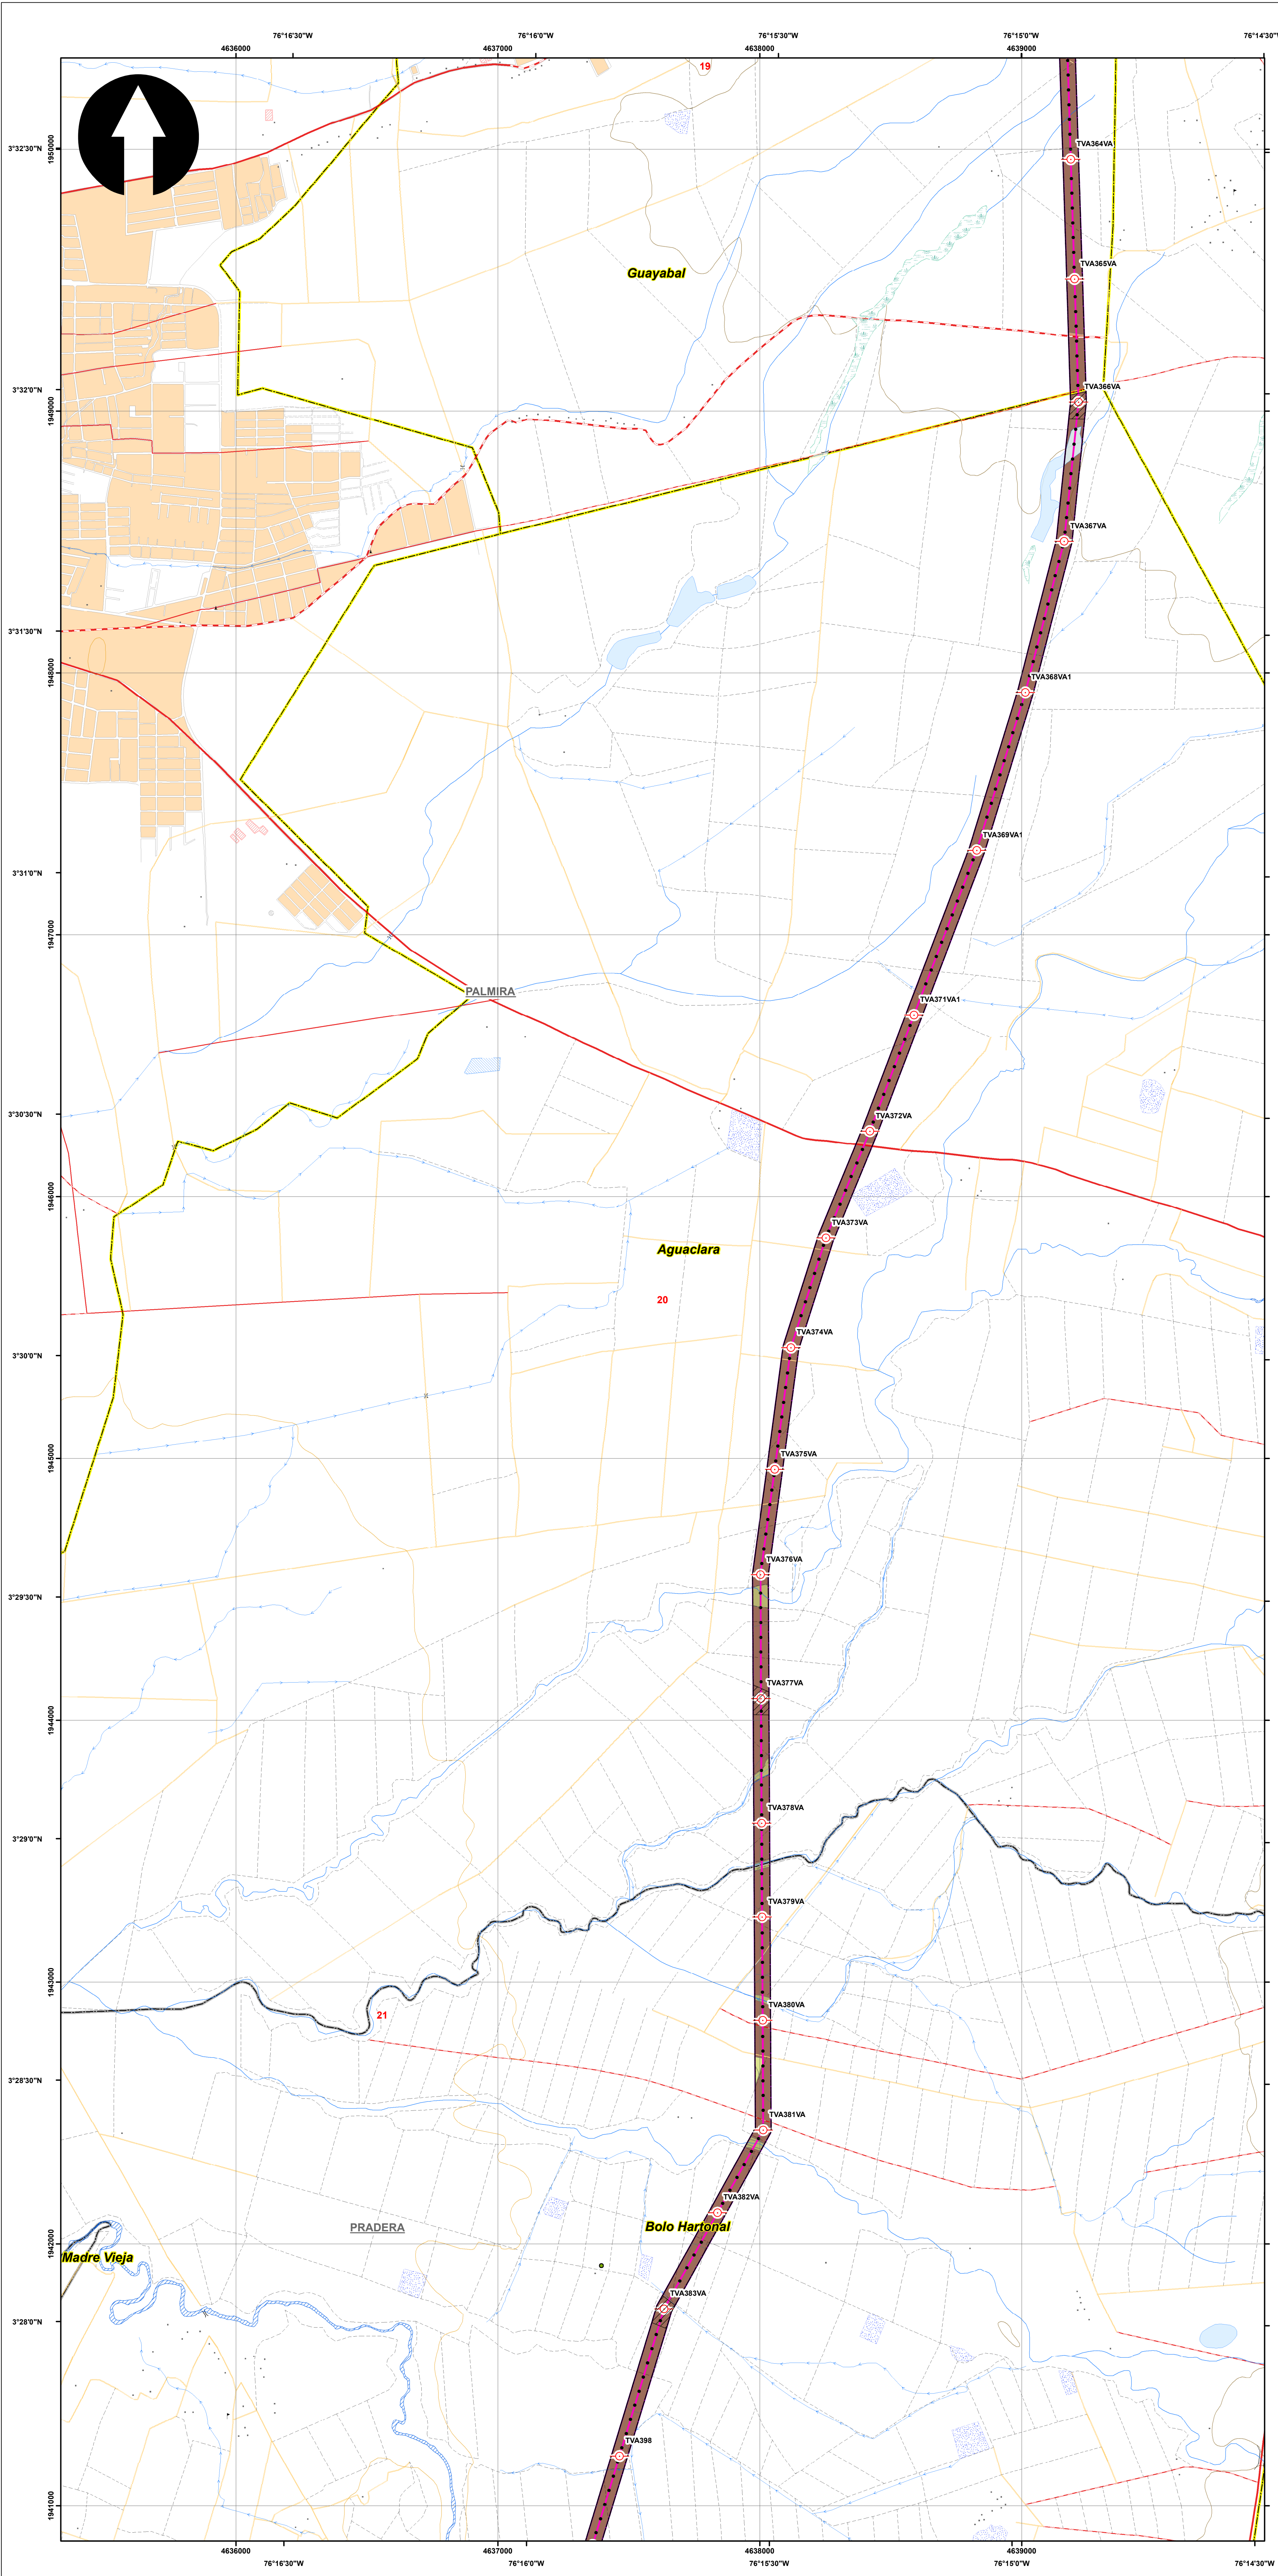 76°16'30"W 76°16'0"W 76°15'30"W 76°15'0"W 76°14'30"W
4636000 4637000 4638000 4639000
19
TVA364VA
3°32'30"N
1950000
TVA365VA
Guayabal
TVA366VA
3°32'0"N
1949000
TVA367VA
3°31'30"N
1948000
TVA368VA1
TVA369VA1
3°31'0"N
1947000
PALMIRA
TVA371VA1
3°30'30"N
TVA372VA
1946000
TVA373VA
Aguaclara
20
TVA374VA
3°30'0"N
1945000
TVA375VA
TVA376VA
3°29'30"N
TVA377VA
1944000
TVA378VA
3°29'0"N
TVA379VA
1943000
TVA380VA
21
3°28'30"N
TVA381VA
TVA382VA
PRADERA
Bolo Hartonal
1942000
Madre Vieja
TVA383VA
3°28'0"N
TVA398
1941000
4636000 4637000 4638000 4639000
76°16'30"W 76°16'0"W 76°15'30"W 76°15'0"W 76°14'30"W